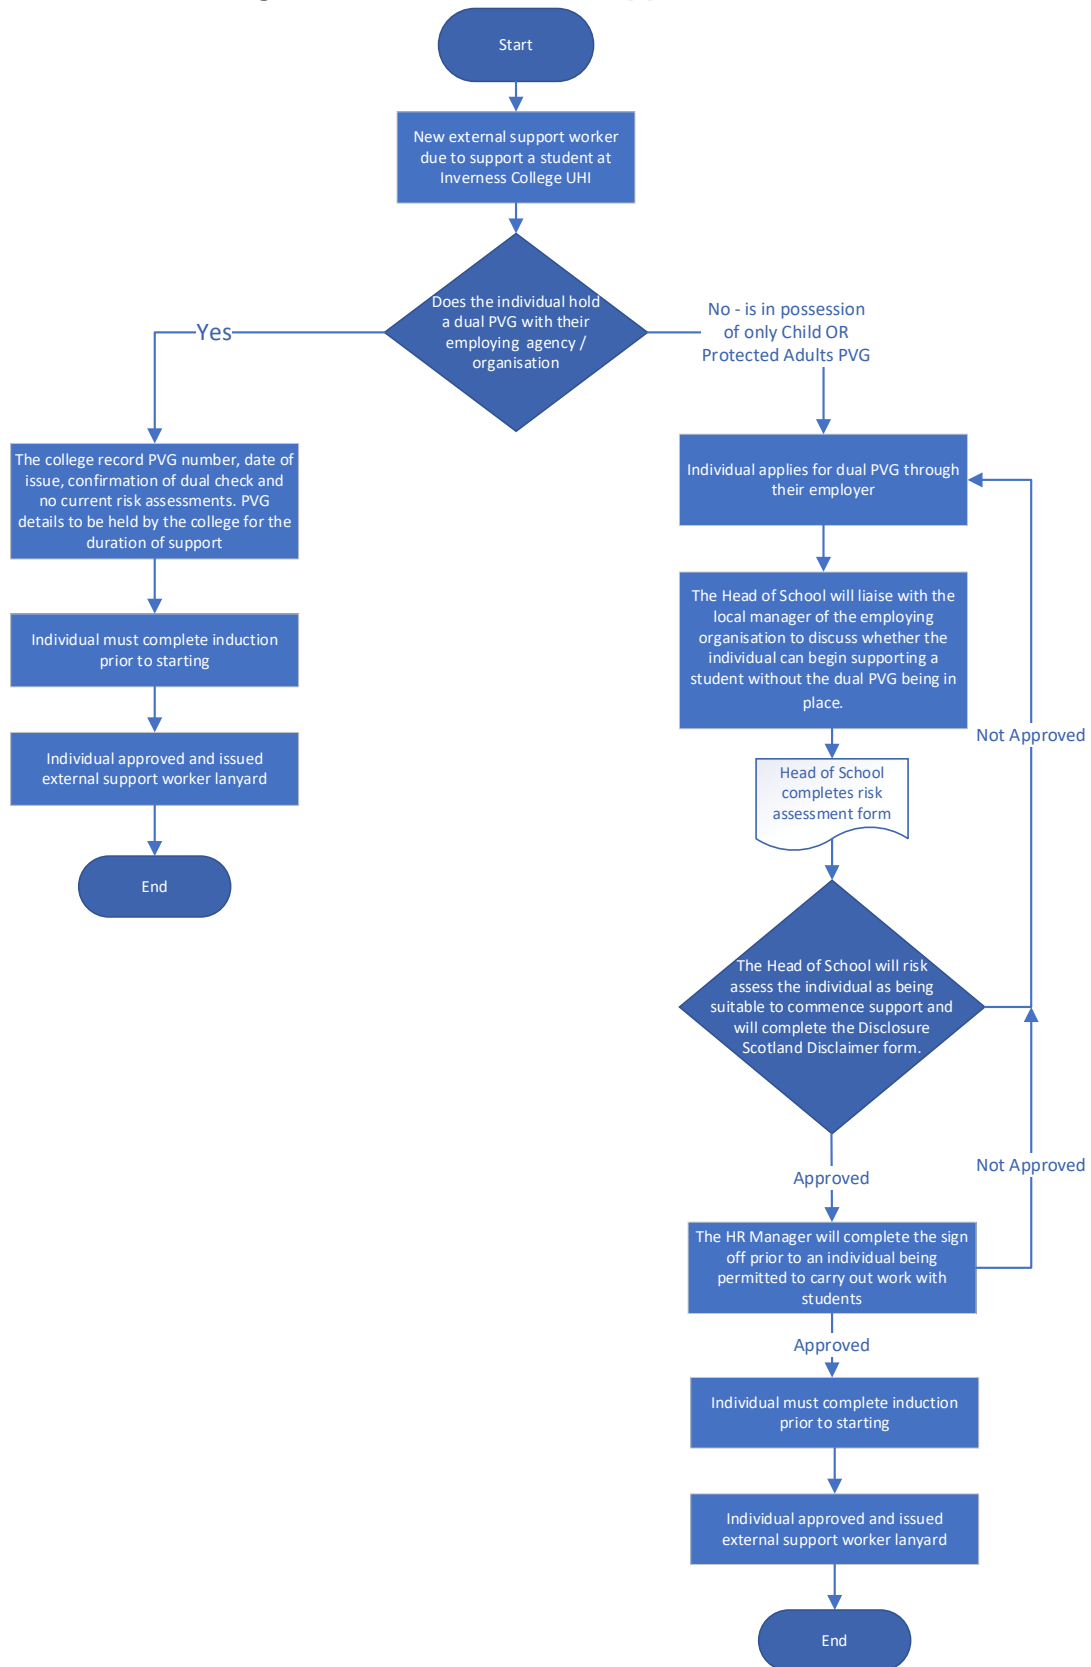 Start
New external support worker
due to support a student at
Inverness College UHI
Does the individual hold
a dual PVG with their
employing agency /
organisation
Yes
The college record PVG number, date of
issue, confirmation of dual check and
no current risk assessments. PVG
details to be held by the college for the
duration of support
Individual must complete induction
prior to starting
Individual approved and issued
external support worker lanyard
End
No - is in possession
of only Child OR
Protected Adults PVG
Individual applies for dual PVG through
their employer
The Head of School will liaise with the
local manager of the employing
organisation to discuss whether the
individual can begin supporting a
student without the dual PVG being in
place.
Not Approved
Head of School
completes risk
assessment form
The Head of School will risk
assess the individual as being
suitable to commence support and
will complete the Disclosure
Scotland Disclaimer form.
Not Approved
Approved
The HR Manager will complete the sign
off prior to an individual being
permitted to carry out work with
students
Approved
Individual must complete induction
prior to starting
Individual approved and issued
external support worker lanyard
End